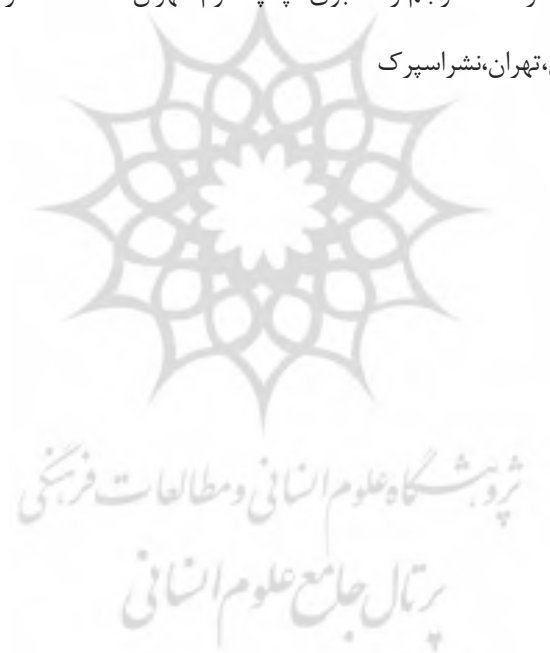 ،تهران،نشراسپرک
پژوهشگاه علوم انسانی و مطالعات فرهنگی
پرتال جامع علوم انسانی